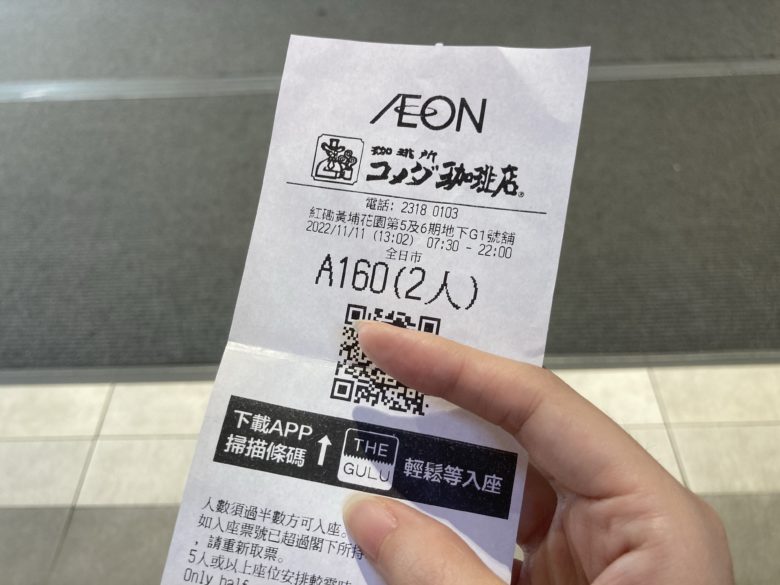 ÆON
珈琲所
コメダ珈琲店®
電話: 2318 0103
紅磡黃埔花園第5及6期地下G1號舖
2022/11/11 (13:02) 07:30 - 22:00
全日市
A160(2人)
下載APP
掃描條碼
THE
GULU
輕鬆等入座
人數須過半數方可入座。
如入座票號已超過閣下所持
，請重新取票。
5人或以上座位安排
Only half